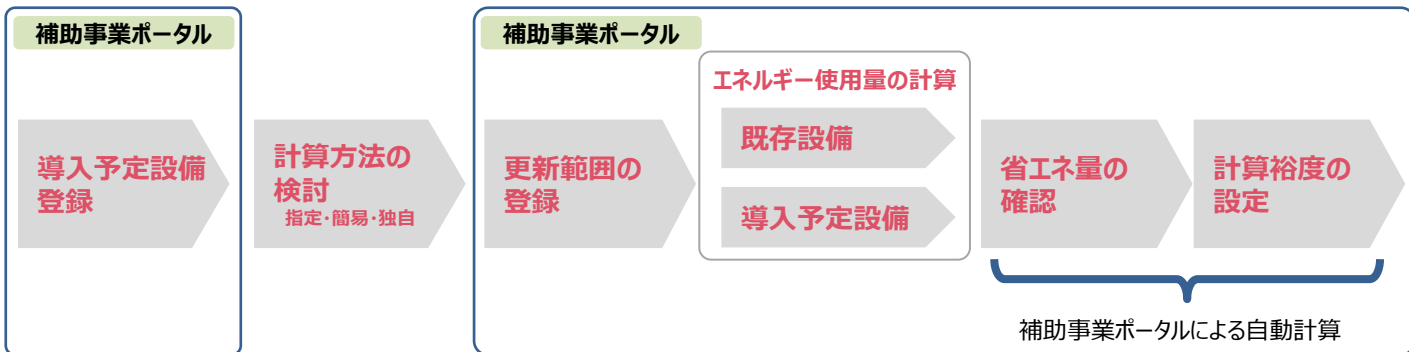 補助事業ポータル
導入予定設備
登録
計算方法の
検討
指定・簡易・独自
補助事業ポータル
更新範囲の
登録
エネルギー使用量の計算
既存設備
導入予定設備
省エネ量の
確認
計算裕度の
設定
補助事業ポータルによる自動計算